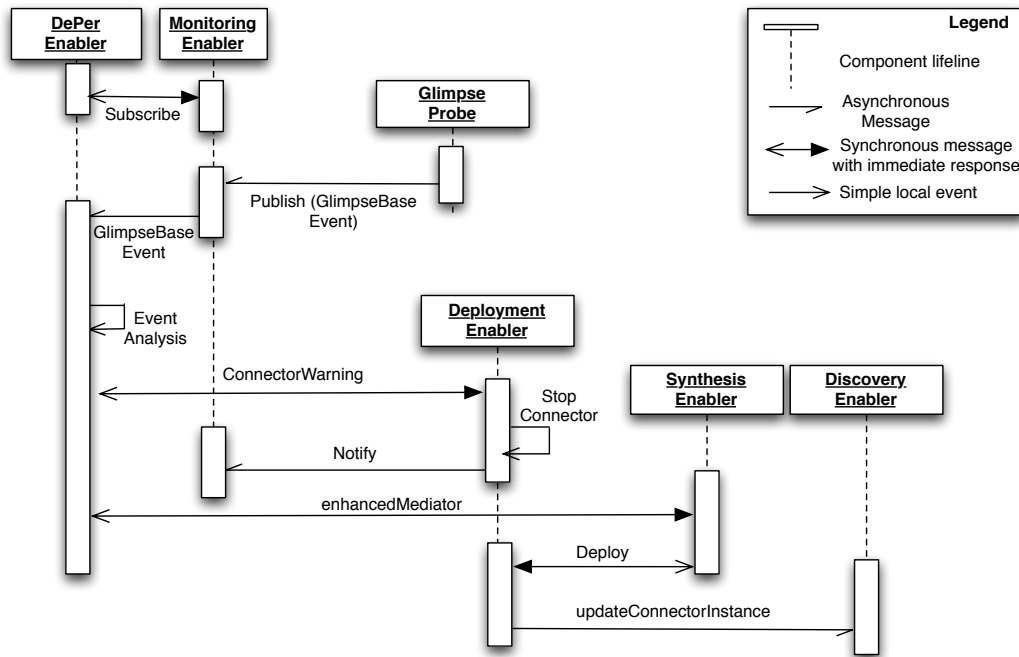 DePer
Enabler
Monitoring
Enabler
Legend
Component lifeline
Asynchronous
Message
Synchronous message
with immediate response
Simple local event
Subscribe
Glimpse
Probe
Publish (GlimpseBase
Event)
GlimpseBase
Event
Event
Analysis
Deployment
Enabler
ConnectorWarning
Stop
Connector
Synthesis
Enabler
Discovery
Enabler
Notify
enhancedMediator
Deploy
updateConnectorInstance